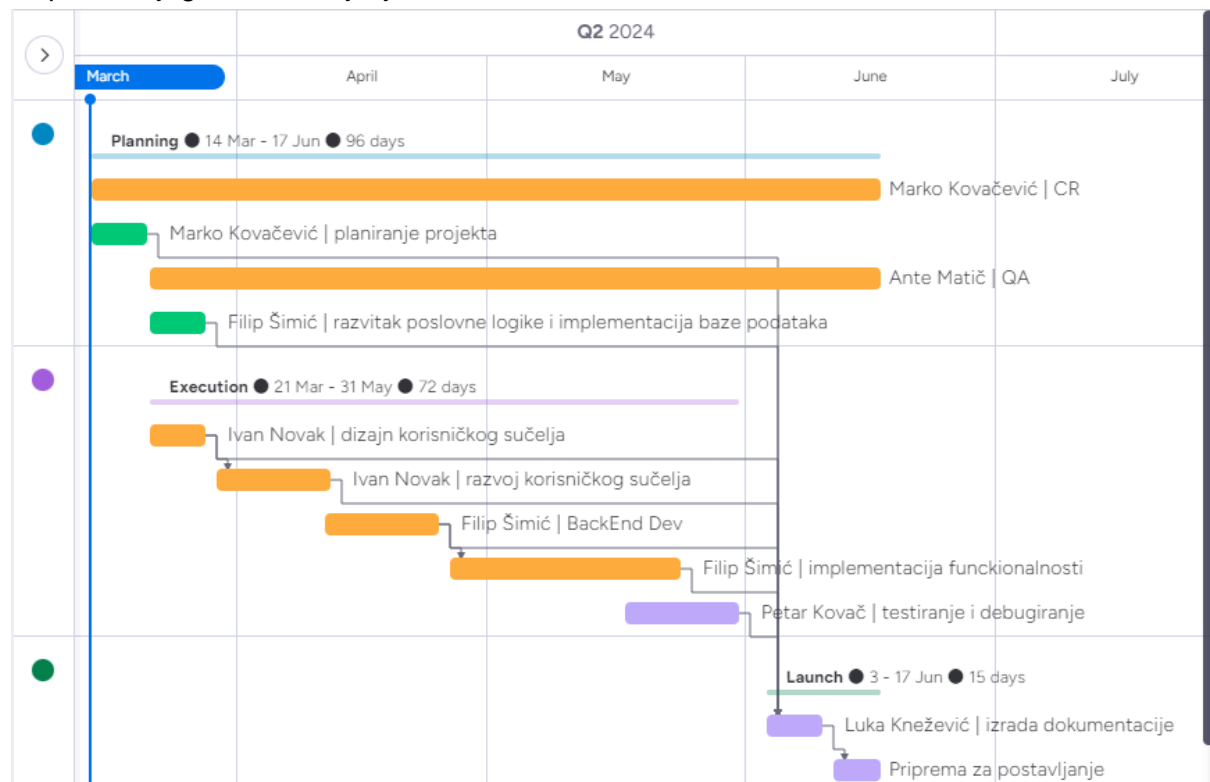 Q2 2024
March April May June July
Planning ● 14 Mar - 17 Jun ● 96 days
Marko Kovačević | CR
Marko Kovačević | planiranje projekta
Ante Matič | QA
Filip Šimić | razvitak poslovne logike i implementacija baze podataka
Execution ● 21 Mar - 31 May ● 72 days
Ivan Novak | dizajn korisničkog sučelja
Ivan Novak | razvoj korisničkog sučelja
Filip Šimić | BackEnd Dev
Filip Šimić | implementacija funckionalnosti
Petar Kovač | testiranje i debugiranje
Launch ● 3 - 17 Jun ● 15 days
Luka Knežević | izrada dokumentacije
Priprema za postavljanje